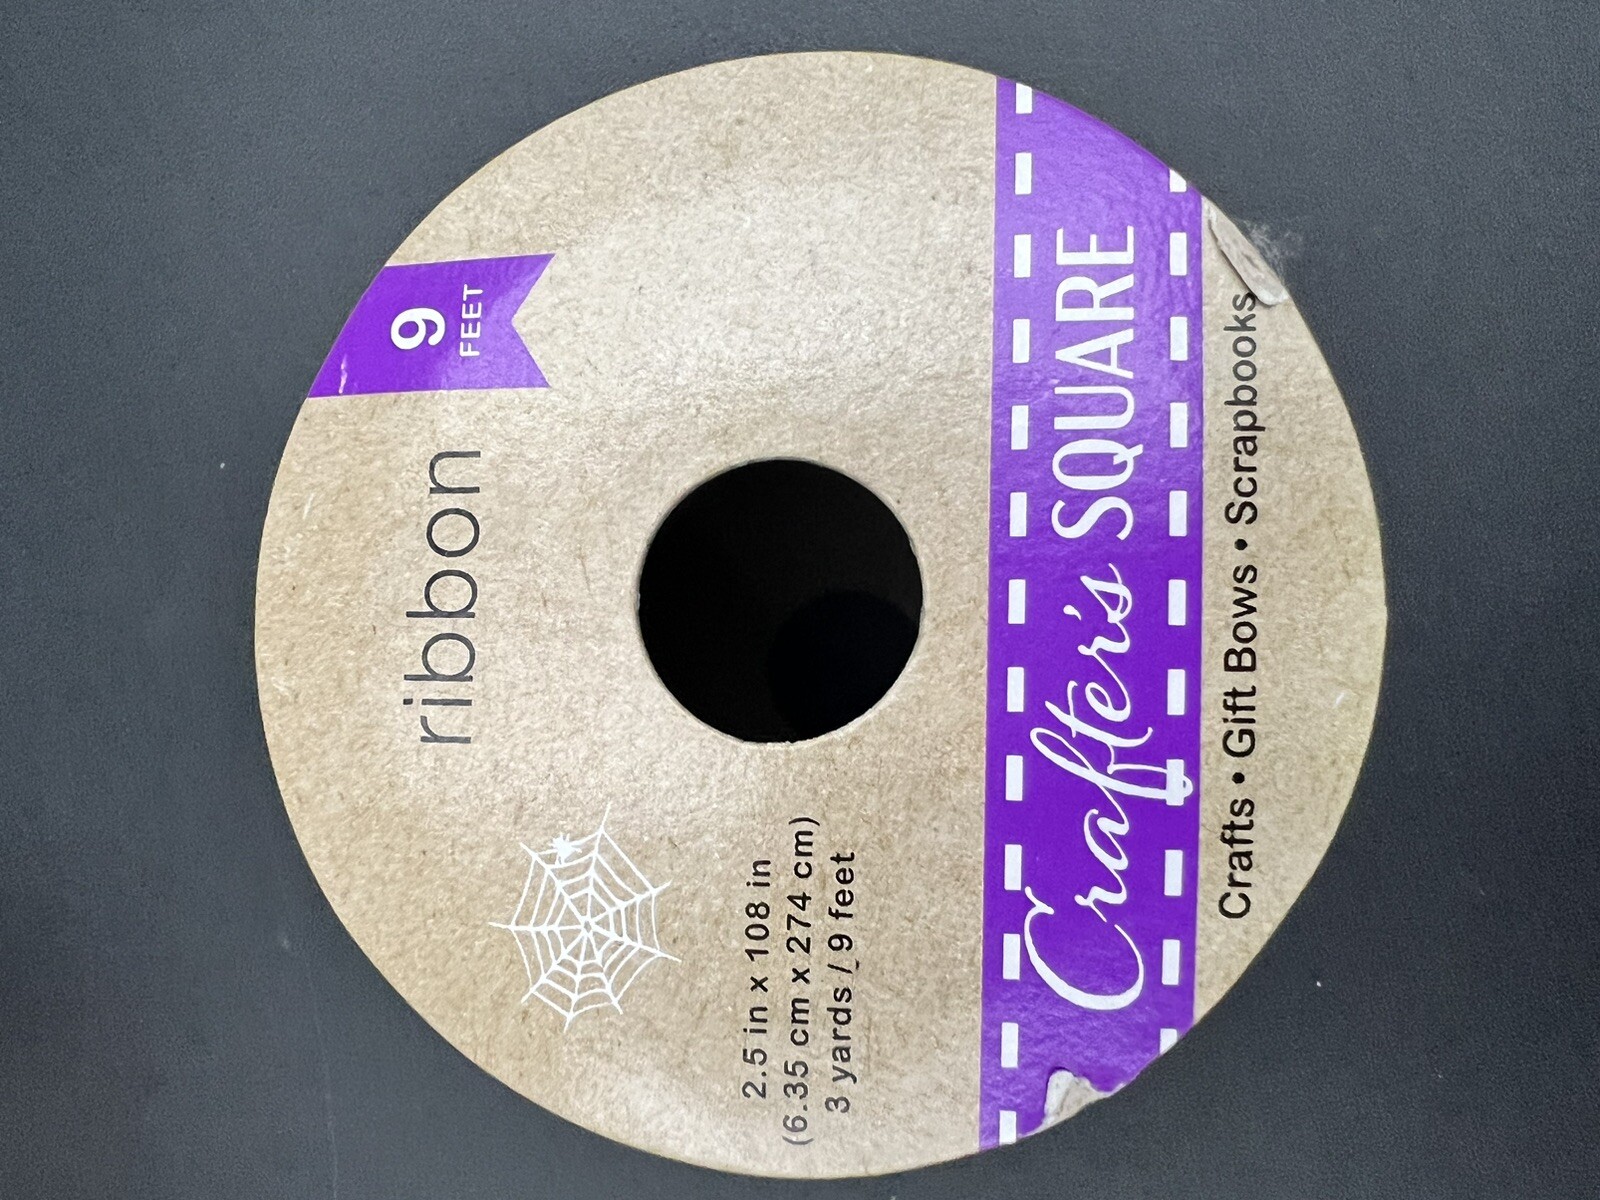 9
FEET
ribbon
2.5 in x 108 in
(6.35 cm x 274 cm)
3 yards / 9 feet
Crafter's SQUARE
Crafts • Gift Bows • Scrapbooks